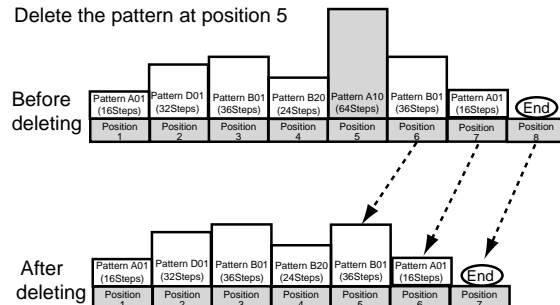 Delete the pattern at position 5
Before
deleting
Pattern A01
(16Steps)
Pattern D01
(32Steps)
Pattern B01
(36Steps)
Pattern B20
(24Steps)
Pattern A10
(64Steps)
Pattern B01
(36Steps)
Pattern A01
(16Steps)
End
Position
1
Position
2
Position
3
Position
4
Position
5
Position
6
Position
7
Position
8
After
deleting
Pattern A01
(16Steps)
Pattern D01
(32Steps)
Pattern B01
(36Steps)
Pattern B20
(24Steps)
Pattern B01
(36Steps)
Pattern A01
(16Steps)
End
Position
1
Position
2
Position
3
Position
4
Position
5
Position
6
Position
7